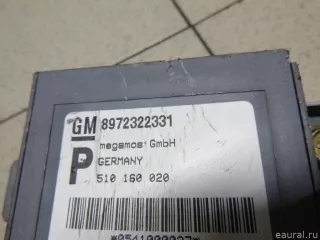 GM 8972322331
megamos GmbH
P GERMANY
510 160 020
eaural.ru